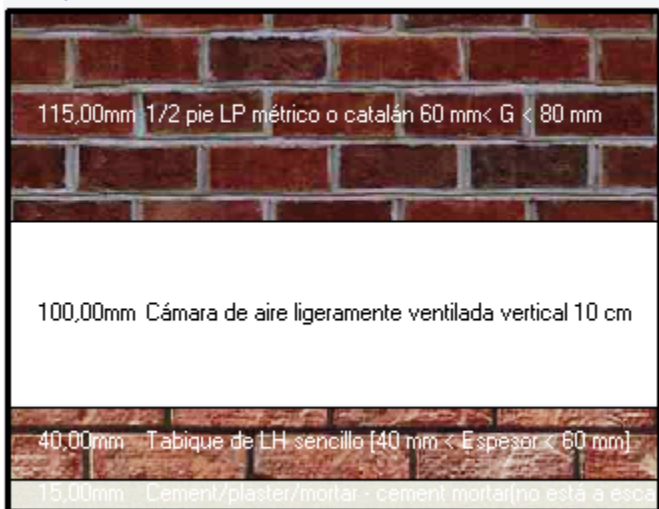 115,00mm 1/2 pie LP métrico o catalán 60 mm< G < 80 mm
100,00mm Cámara de aire ligeramente ventilada vertical 10 cm
40,00mm Tabique de LH sencillo [40 mm < Espesor < 60 mm]
15,00mm Cement/plaster/mortar - cement mortar(no está a esca